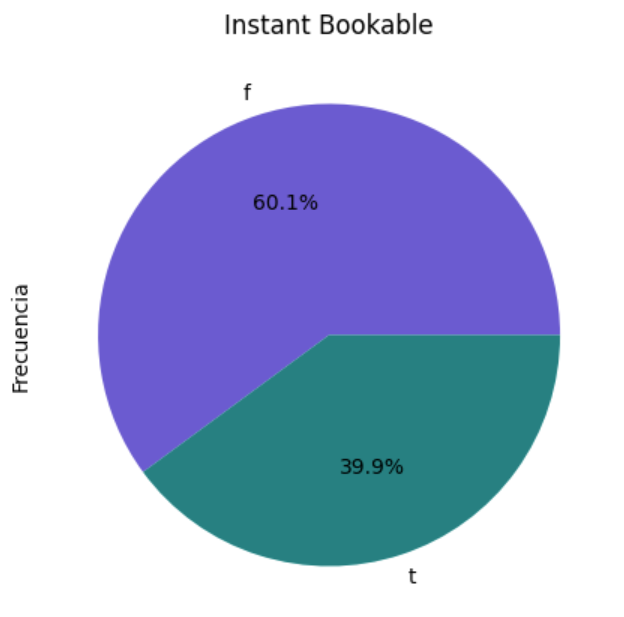 Instant Bookable
f
60.1%
Frecuencia
39.9%
t